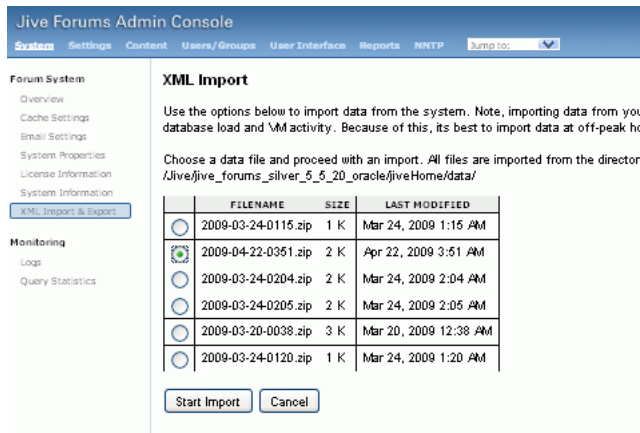 Jive Forums Admin Console
System Settings Content Users/Groups User Interface Reports NNTP Jump to:
Forum System
Overview
Cache Settings
Email Settings
System Properties
License Information
System Information
XML Import & Export
Monitoring
Logs
Query Statistics
XML Import
Use the options below to import data from the system. Note, importing data from you
database load and VM activity. Because of this, its best to import data at off-peak ho
Choose a data file and proceed with an import. All files are imported from the director
/Jive/jive_forums_silver_5_5_20_oracle/jiveHome/data/
FILENAME SIZE LAST MODIFIED
2009-03-24-0115.zip 1 K Mar 24, 2009 1:15 AM
2009-04-22-0351.zip 2 K Apr 22, 2009 3:51 AM
2009-03-24-0204.zip 2 K Mar 24, 2009 2:04 AM
2009-03-24-0205.zip 2 K Mar 24, 2009 2:05 AM
2009-03-20-0038.zip 3 K Mar 20, 2009 12:38 AM
2009-03-24-0120.zip 1 K Mar 24, 2009 1:20 AM
Start Import Cancel